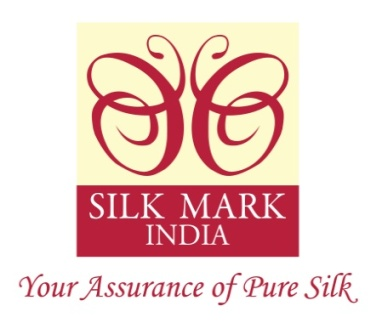 SILK MARK
INDIA
Your Assurance of Pure Silk